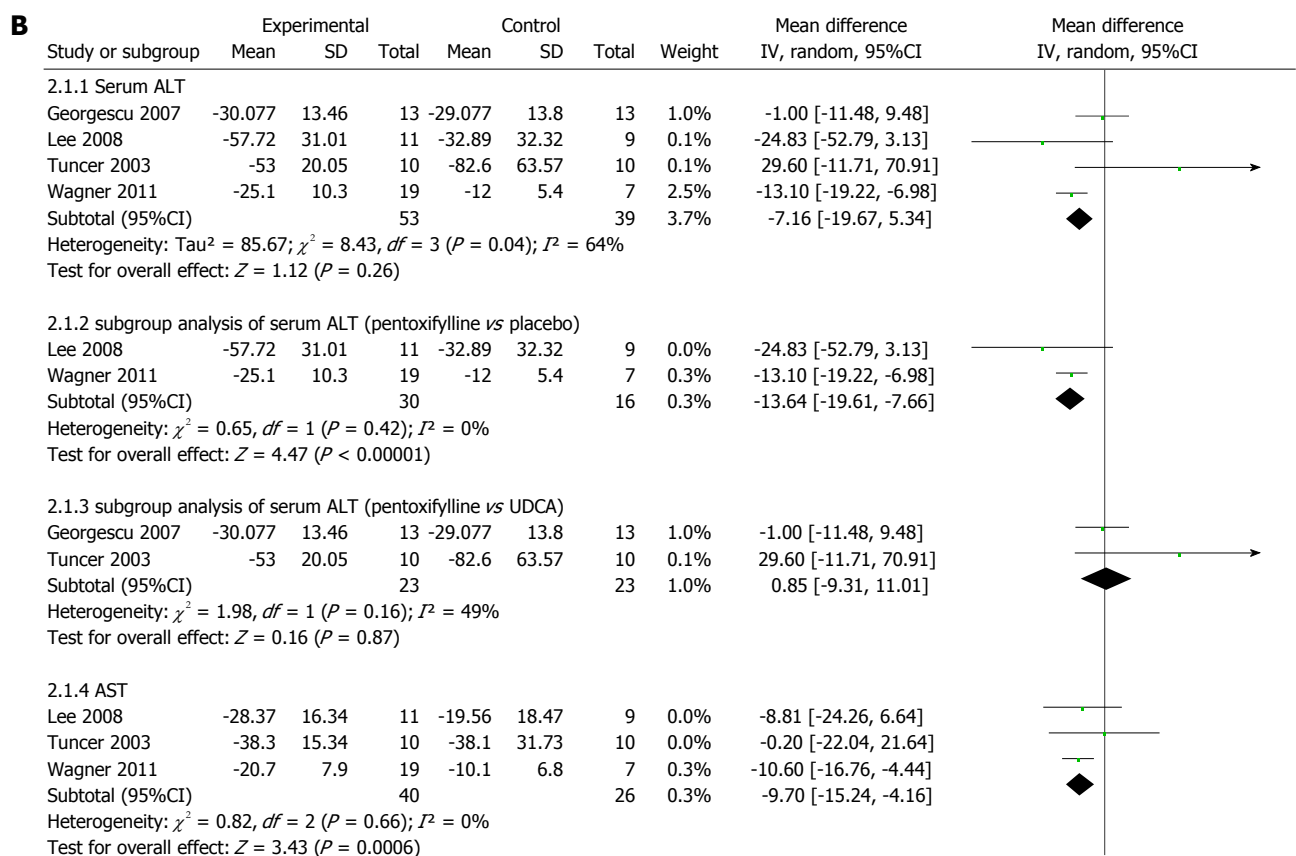 B
Experimental Control Mean difference Mean difference
Study or subgroup Mean SD Total Mean SD Total Weight IV, random, 95%CI IV, random, 95%CI
2.1.1 Serum ALT
Georgescu 2007 -30.077 13.46 13 -29.077 13.8 13 1.0% -1.00 [-11.48, 9.48]
Lee 2008 -57.72 31.01 11 -32.89 32.32 9 0.1% -24.83 [-52.79, 3.13]
Tuncer 2003 -53 20.05 10 -82.6 63.57 10 0.1% 29.60 [-11.71, 70.91]
Wagner 2011 -25.1 10.3 19 -12 5.4 7 2.5% -13.10 [-19.22, -6.98]
Subtotal (95%CI) 53 39 3.7% -7.16 [-19.67, 5.34]
Heterogeneity: Tau² = 85.67; χ² = 8.43, df = 3 (P = 0.04); I² = 64%
Test for overall effect: Z = 1.12 (P = 0.26)
2.1.2 subgroup analysis of serum ALT (pentoxifylline vs placebo)
Lee 2008 -57.72 31.01 11 -32.89 32.32 9 0.0% -24.83 [-52.79, 3.13]
Wagner 2011 -25.1 10.3 19 -12 5.4 7 0.3% -13.10 [-19.22, -6.98]
Subtotal (95%CI) 30 16 0.3% -13.64 [-19.61, -7.66]
Heterogeneity: χ² = 0.65, df = 1 (P = 0.42); I² = 0%
Test for overall effect: Z = 4.47 (P < 0.00001)
2.1.3 subgroup analysis of serum ALT (pentoxifylline vs UDCA)
Georgescu 2007 -30.077 13.46 13 -29.077 13.8 13 1.0% -1.00 [-11.48, 9.48]
Tuncer 2003 -53 20.05 10 -82.6 63.57 10 0.1% 29.60 [-11.71, 70.91]
Subtotal (95%CI) 23 23 1.0% 0.85 [-9.31, 11.01]
Heterogeneity: χ² = 1.98, df = 1 (P = 0.16); I² = 49%
Test for overall effect: Z = 0.16 (P = 0.87)
2.1.4 AST
Lee 2008 -28.37 16.34 11 -19.56 18.47 9 0.0% -8.81 [-24.26, 6.64]
Tuncer 2003 -38.3 15.34 10 -38.1 31.73 10 0.0% -0.20 [-22.04, 21.64]
Wagner 2011 -20.7 7.9 19 -10.1 6.8 7 0.3% -10.60 [-16.76, -4.44]
Subtotal (95%CI) 40 26 0.3% -9.70 [-15.24, -4.16]
Heterogeneity: χ² = 0.82, df = 2 (P = 0.66); I² = 0%
Test for overall effect: Z = 3.43 (P = 0.0006)